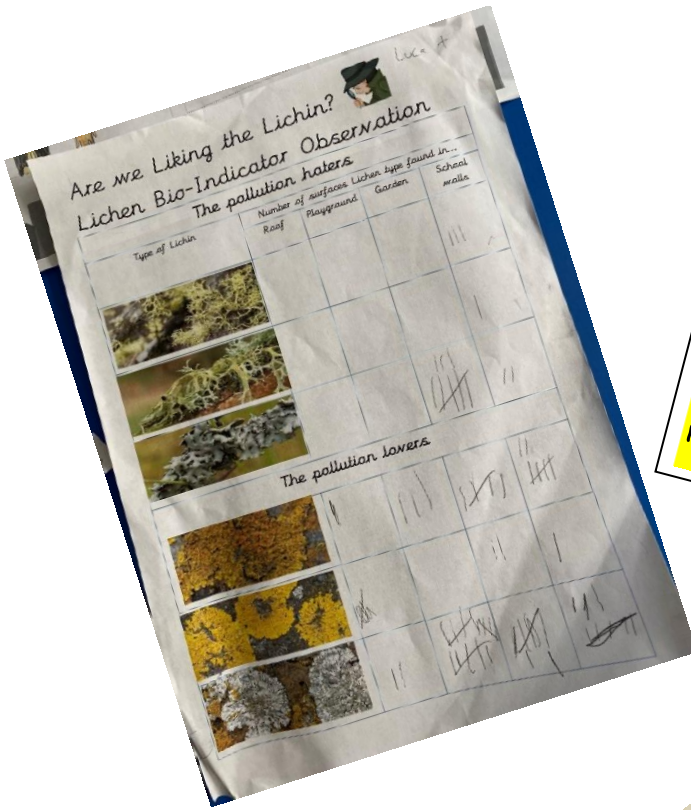 Luca A
Are we Liking the Lichin?
Lichen Bio-Indicator Observation
The pollution haters
Type of Lichin
Number of surfaces Lichen type found in...
Roof Playground Garden School walls
The pollution lovers